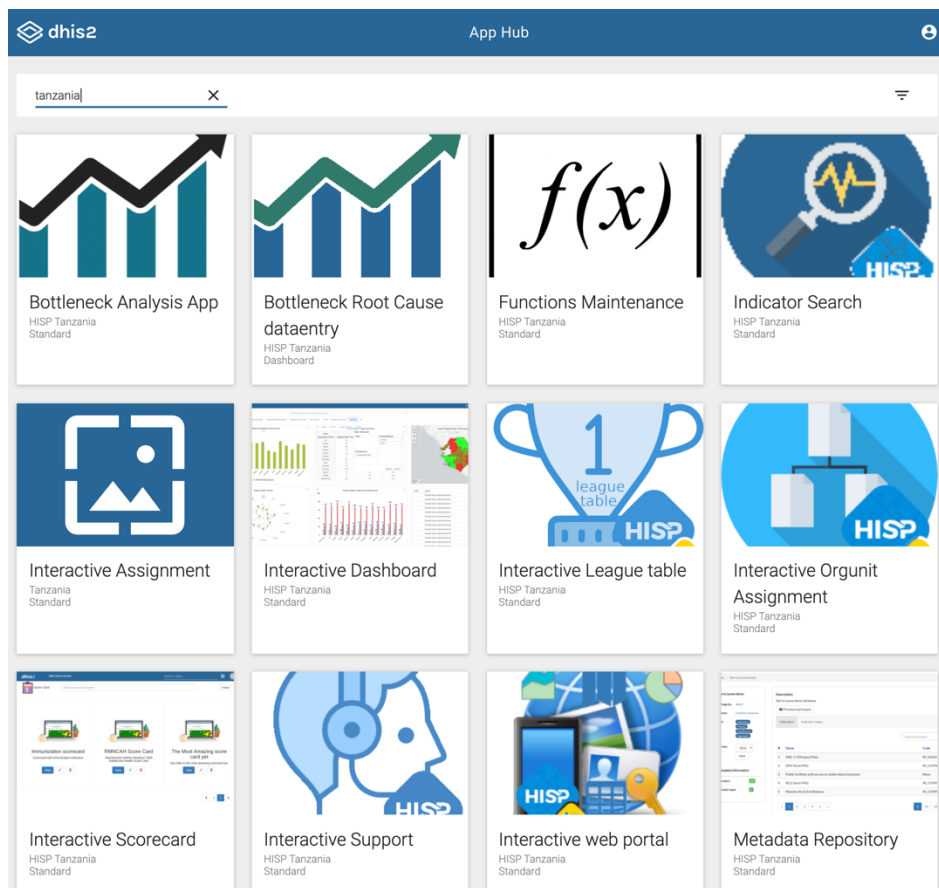 dhis2
App Hub
tanzania
Bottleneck Analysis App
HISP Tanzania
Standard
Bottleneck Root Cause
dataentry
HISP Tanzania
Dashboard
f(x)
Functions Maintenance
HISP Tanzania
Standard
HISP
Indicator Search
HISP Tanzania
Standard
Interactive Assignment
Tanzania
Standard
Interactive Dashboard
HISP Tanzania
Standard
1
league
table
HISP
Interactive League table
HISP Tanzania
Standard
HISP
Interactive Orgunit
Assignment
HISP Tanzania
Standard
Immunization scorecard
RMNCAH Score Card
The Most Amazing score
card yet
Interactive Scorecard
HISP Tanzania
Standard
HISP
Interactive Support
HISP Tanzania
Standard
HISP
Interactive web portal
HISP Tanzania
Standard
Description
Metadata Repository
HISP Tanzania
Standard